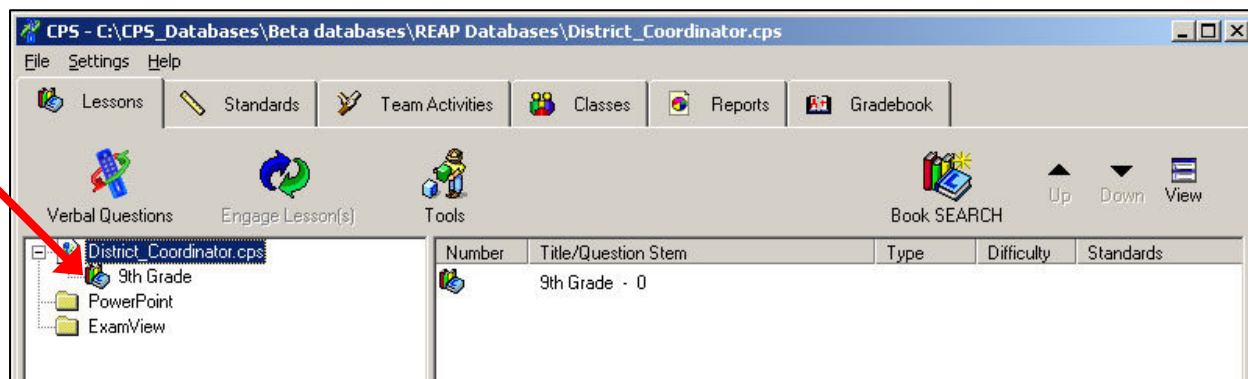 CPS - C:\CPS_Databases\Beta databases\REAP Databases\District_Coordinator.cps
File Settings Help
Lessons Standards Team Activities Classes Reports Gradebook
Verbal Questions Engage Lesson(s) Tools Book SEARCH Up Down View
District_Coordinator.cps
9th Grade
PowerPoint
ExamView
Number Title/Question Stem Type Difficulty Standards
9th Grade - 0